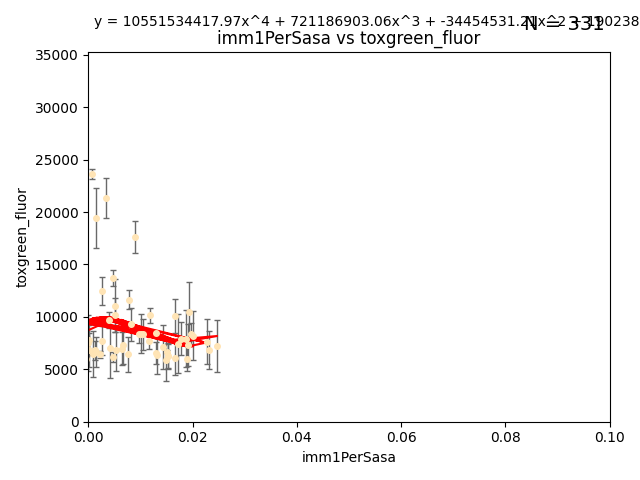 y = 10551534417.97x^4 + 721186903.06x^3 + -34454531.21x^2 + 190238
N = 331
imm1PerSasa vs toxgreen_fluor
35000
30000
25000
20000
15000
10000
5000
0
toxgreen_fluor
0.00 0.02 0.04 0.06 0.08 0.10
imm1PerSasa